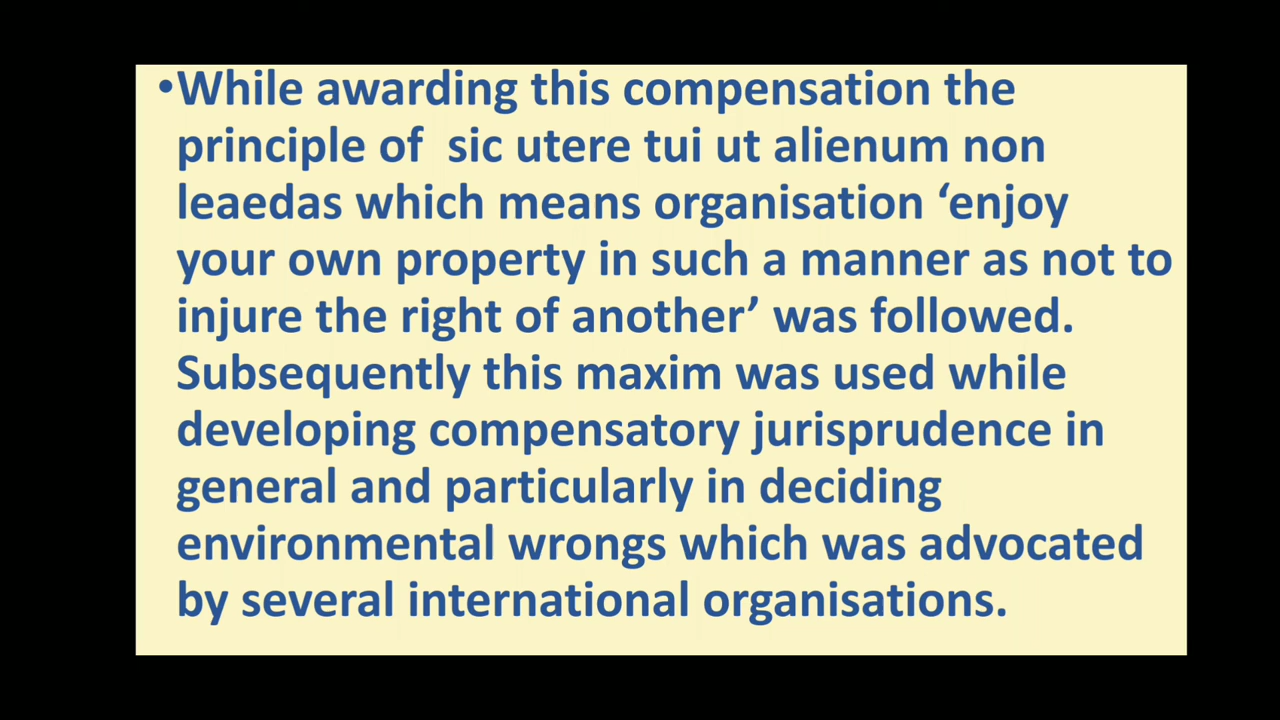 •While awarding this compensation the
principle of  sic utere tui ut alienum non
leaedas which means organisation ‘enjoy
your own property in such a manner as not to
injure the right of another’ was followed.
Subsequently this maxim was used while
developing compensatory jurisprudence in
general and particularly in deciding
environmental wrongs which was advocated
by several international organisations.